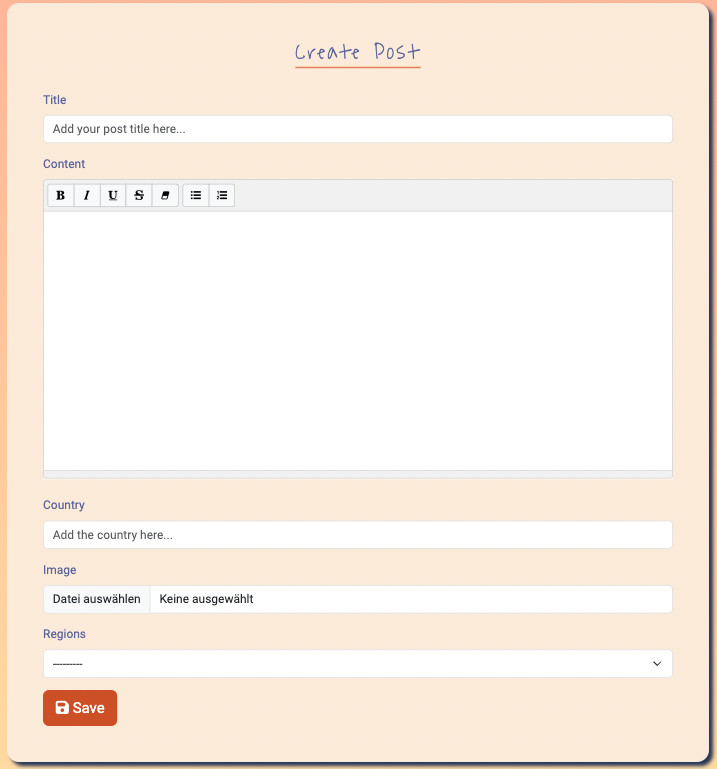 Create Post
Title
Add your post title here...
Content
B I U S
Country
Add the country here...
Image
Datei auswählen Keine ausgewählt
Regions
---------
Save